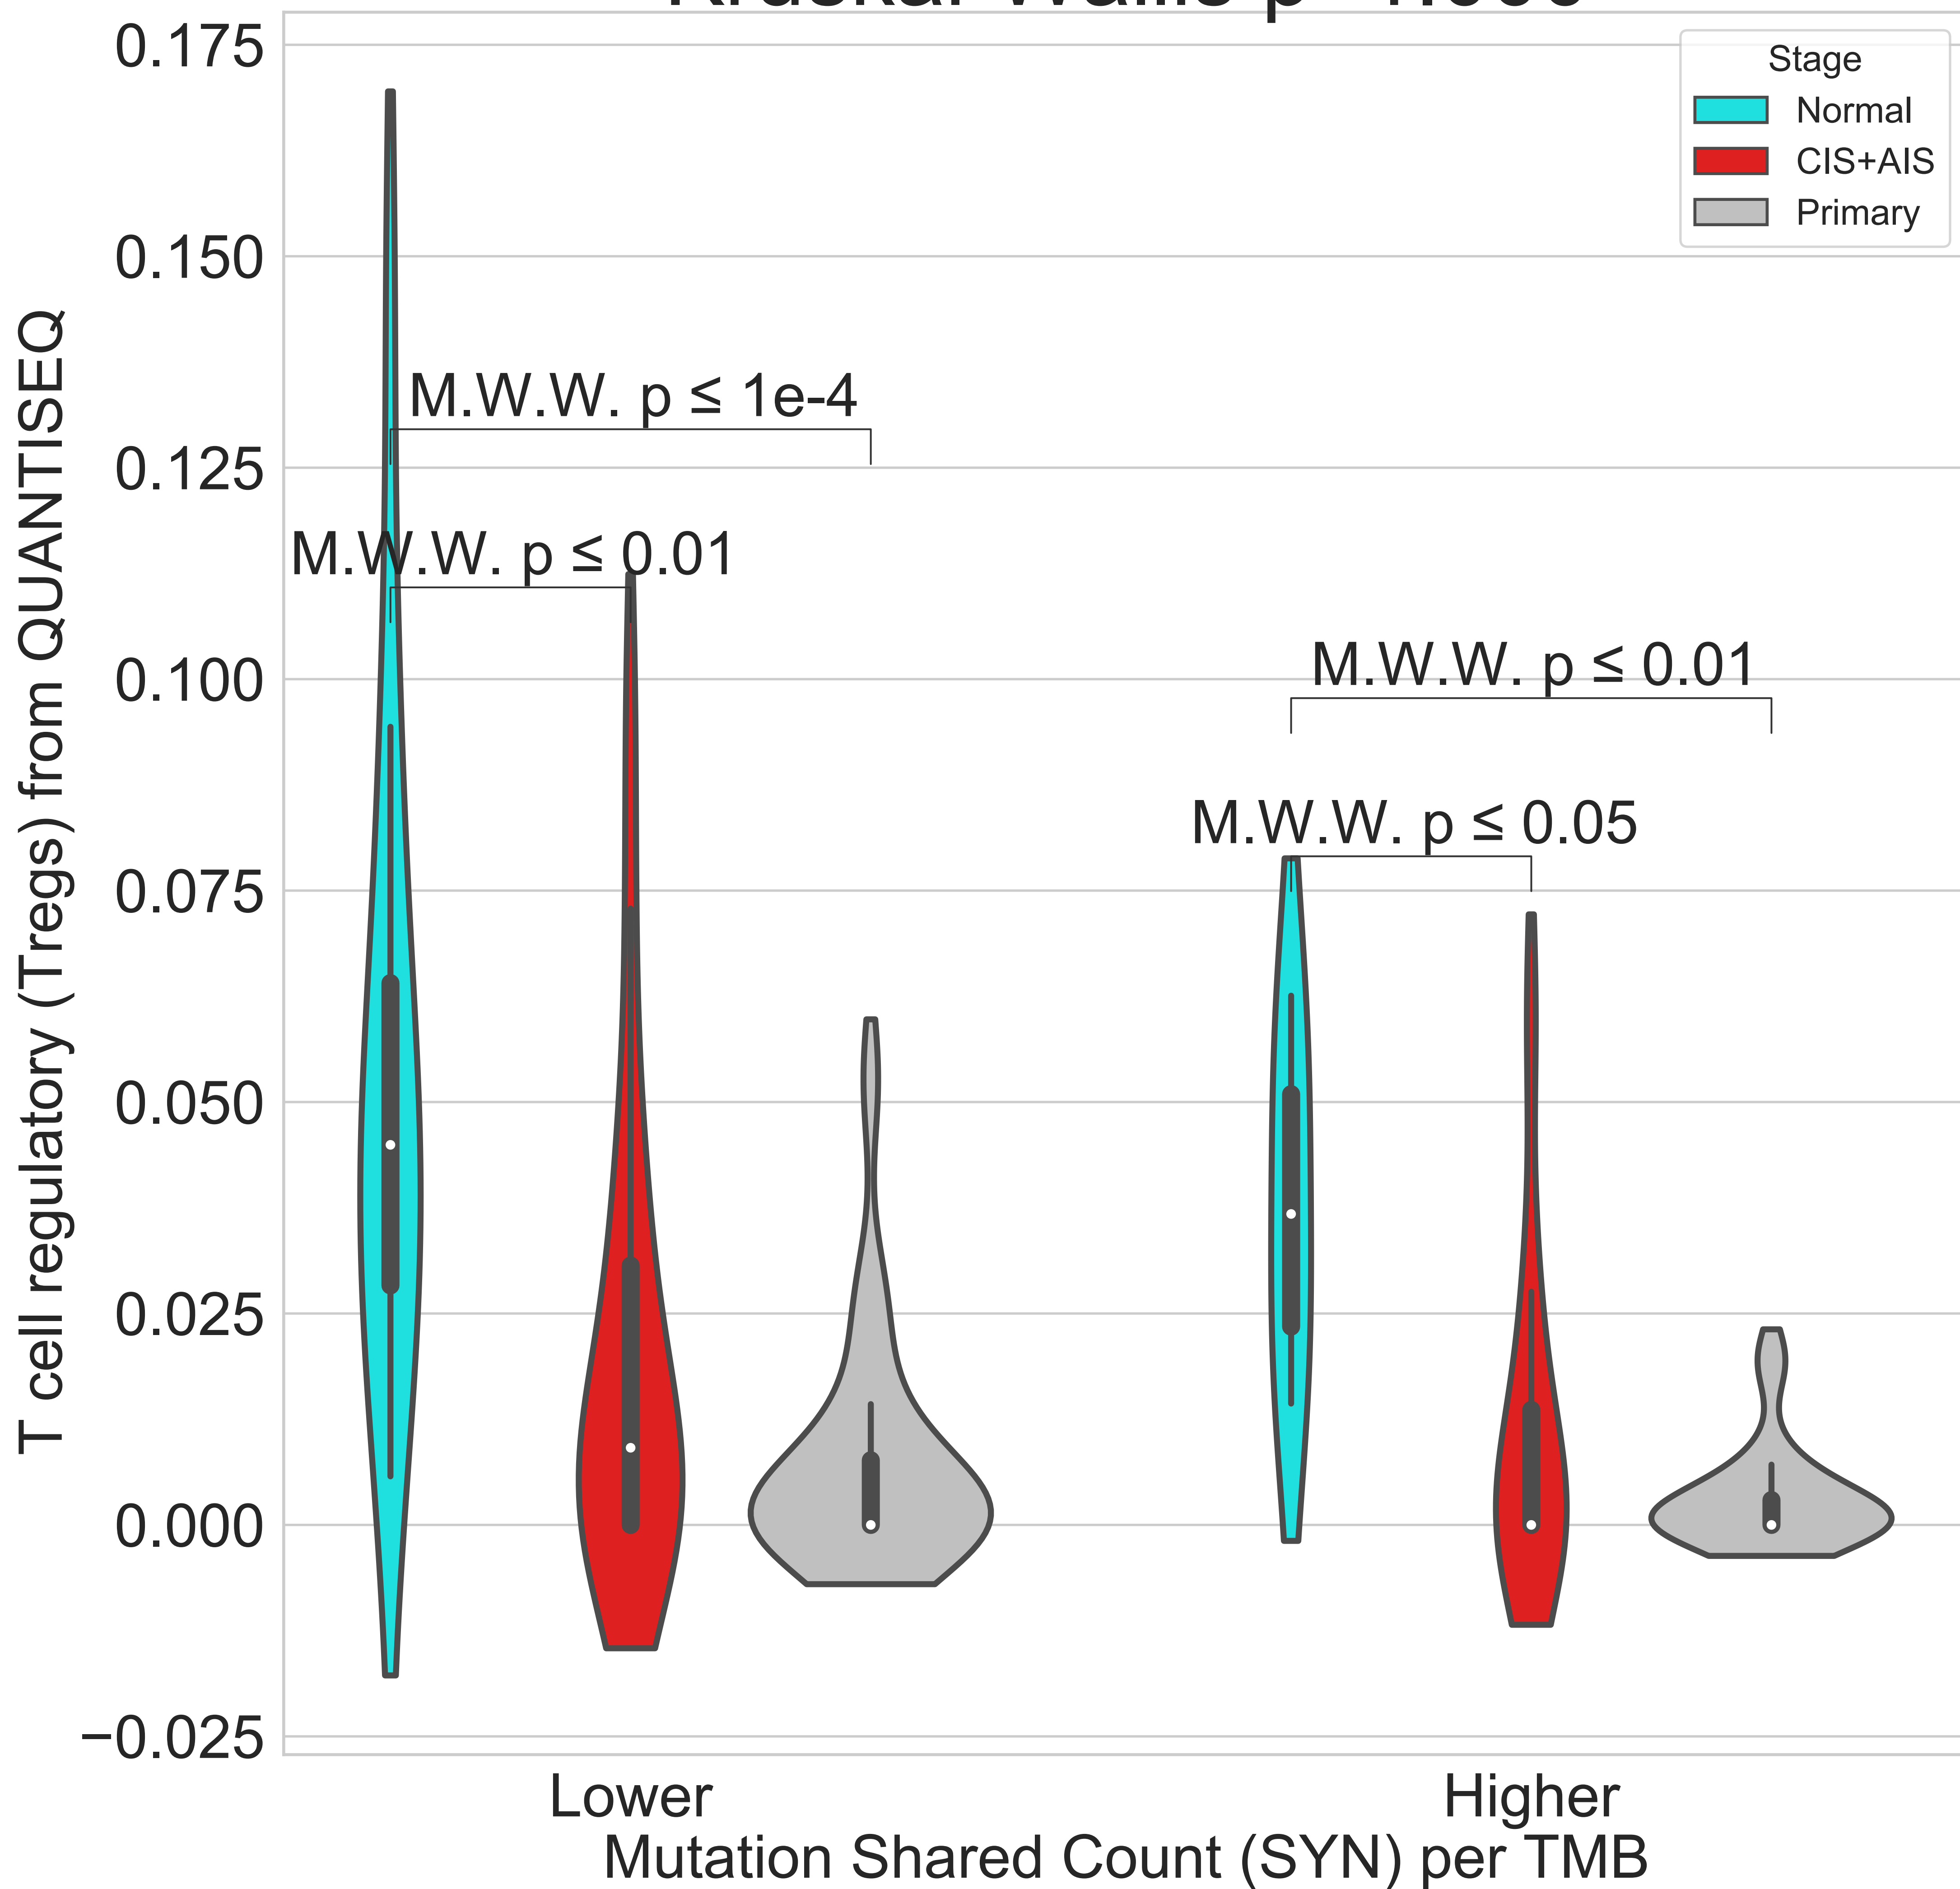 0.175
0.150
0.125
0.100
0.075
0.050
0.025
0.000
−0.025
T cell regulatory (Tregs) from QUANTISEQ
Stage
Normal
CIS+AIS
Primary
M.W.W. p ≤ 1e-4
M.W.W. p ≤ 0.01
M.W.W. p ≤ 0.01
M.W.W. p ≤ 0.05
Lower
Higher
Mutation Shared Count (SYN) per TMB